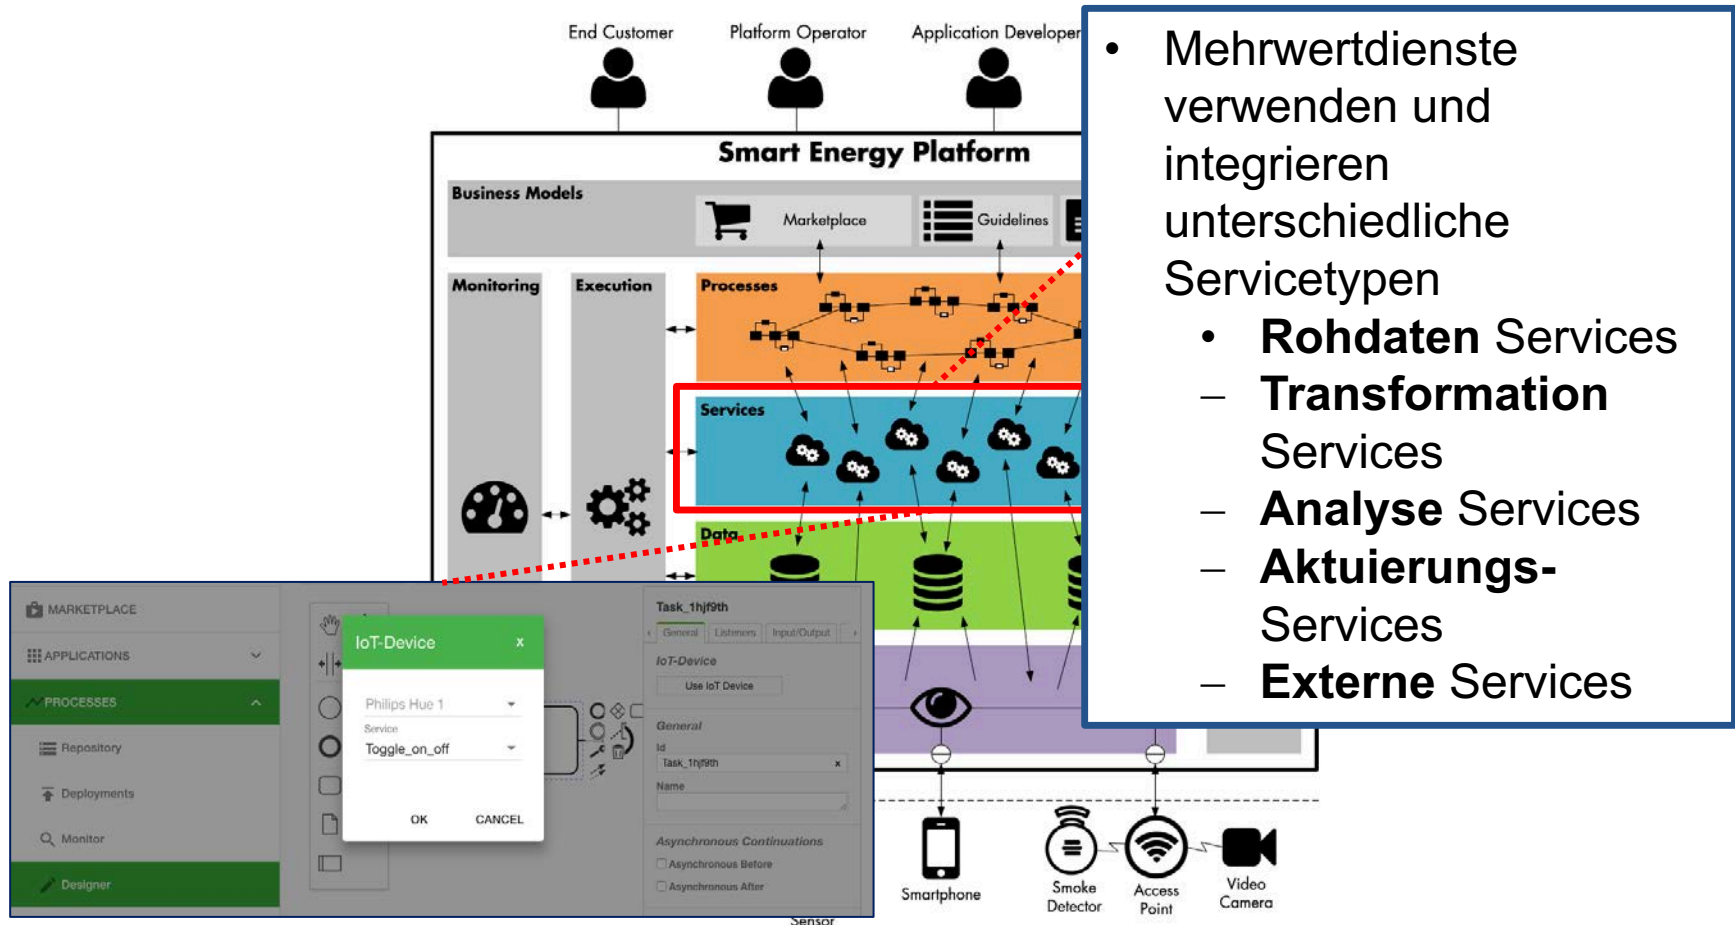 End Customer
Platform Operator
Application Developer
Smart Energy Platform
Business Models
Marketplace
Guidelines
Monitoring
Execution
Processes
Services
Data
• Mehrwertdienste
verwenden und
integrieren
unterschiedliche
Servicetypen
• Rohdaten Services
– Transformation
Services
– Analyse Services
– Aktuierungs-
Services
– Externe Services
MARKETPLACE
APPLICATIONS
PROCESSES
Repository
Deployments
Monitor
Designer
IoT-Device
x
Philips Hue 1
Service
Toggle_on_off
OK
CANCEL
Task_1hjf9th
General
Listeners
Input/Output
IoT-Device
Use IoT Device
General
Id
Task_1hjf9th
x
Name
Asynchronous Continuations
Asynchronous Before
Asynchronous After
Smartphone
Smoke
Detector
Access
Point
Video
Camera
Sensor